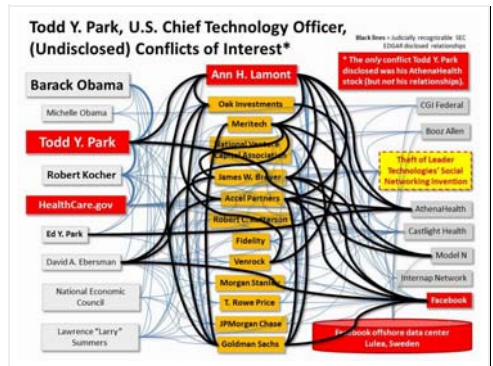 Todd Y. Park, U.S. Chief Technology Officer,
(Undisclosed) Conflicts of Interest*
Black lines = Judicially recognizable SEC
EDGAR disclosed relationships
* The only conflict Todd Y. Park
disclosed was his AthenaHealth
stock (but not his relationships).
Barack Obama
Michelle Obama
Todd Y. Park
Robert Kocher
HealthCare.gov
Ed Y. Park
David A. Ebersman
National Economic
Council
Lawrence "Larry"
Summers
Ann H. Lamont
Oak Investments
Meritech
National Venture
Capital Association
James W. Breyer
Accel Partners
Robert C. Ketterson
Fidelity
Venrock
Morgan Stanley
T. Rowe Price
JPMorgan Chase
Goldman Sachs
CGI Federal
Booz Allen
Theft of Leader
Technologies' Social
Networking Invention
AthenaHealth
Castlight Health
Model N
Internap Network
Facebook
Facebook offshore data center
Lulea, Sweden